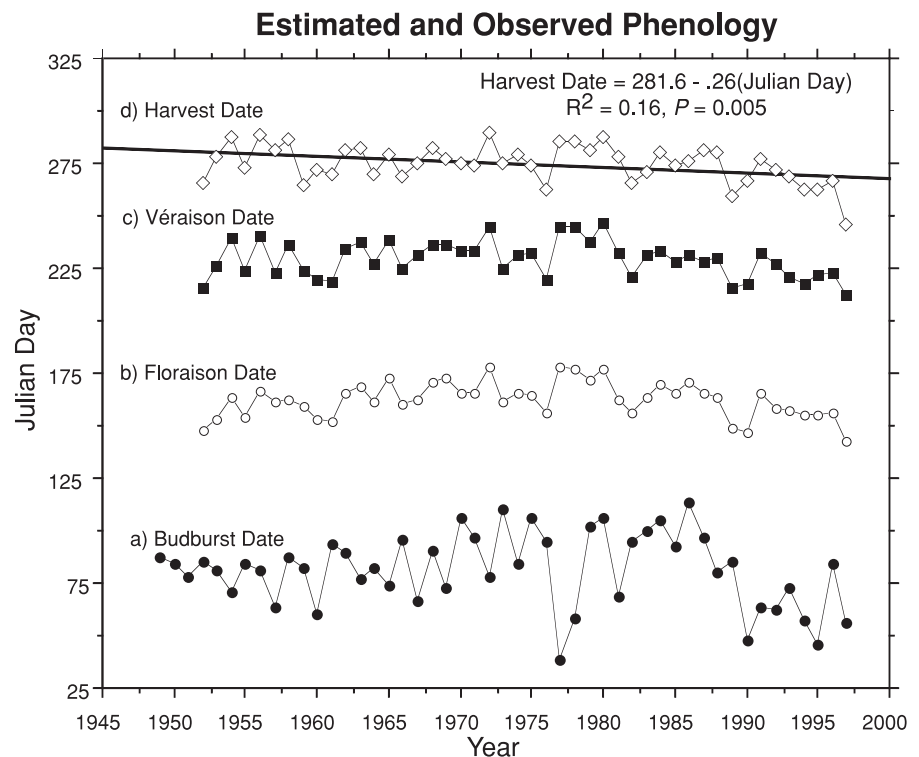 Estimated and Observed Phenology
325
275
225
175
125
75
25
Julian Day
Harvest Date = 281.6 - .26(Julian Day)
R² = 0.16, P = 0.005
d) Harvest Date
c) Véraison Date
b) Floraison Date
a) Budburst Date
1945 1950 1955 1960 1965 1970 1975 1980 1985 1990 1995 2000
Year